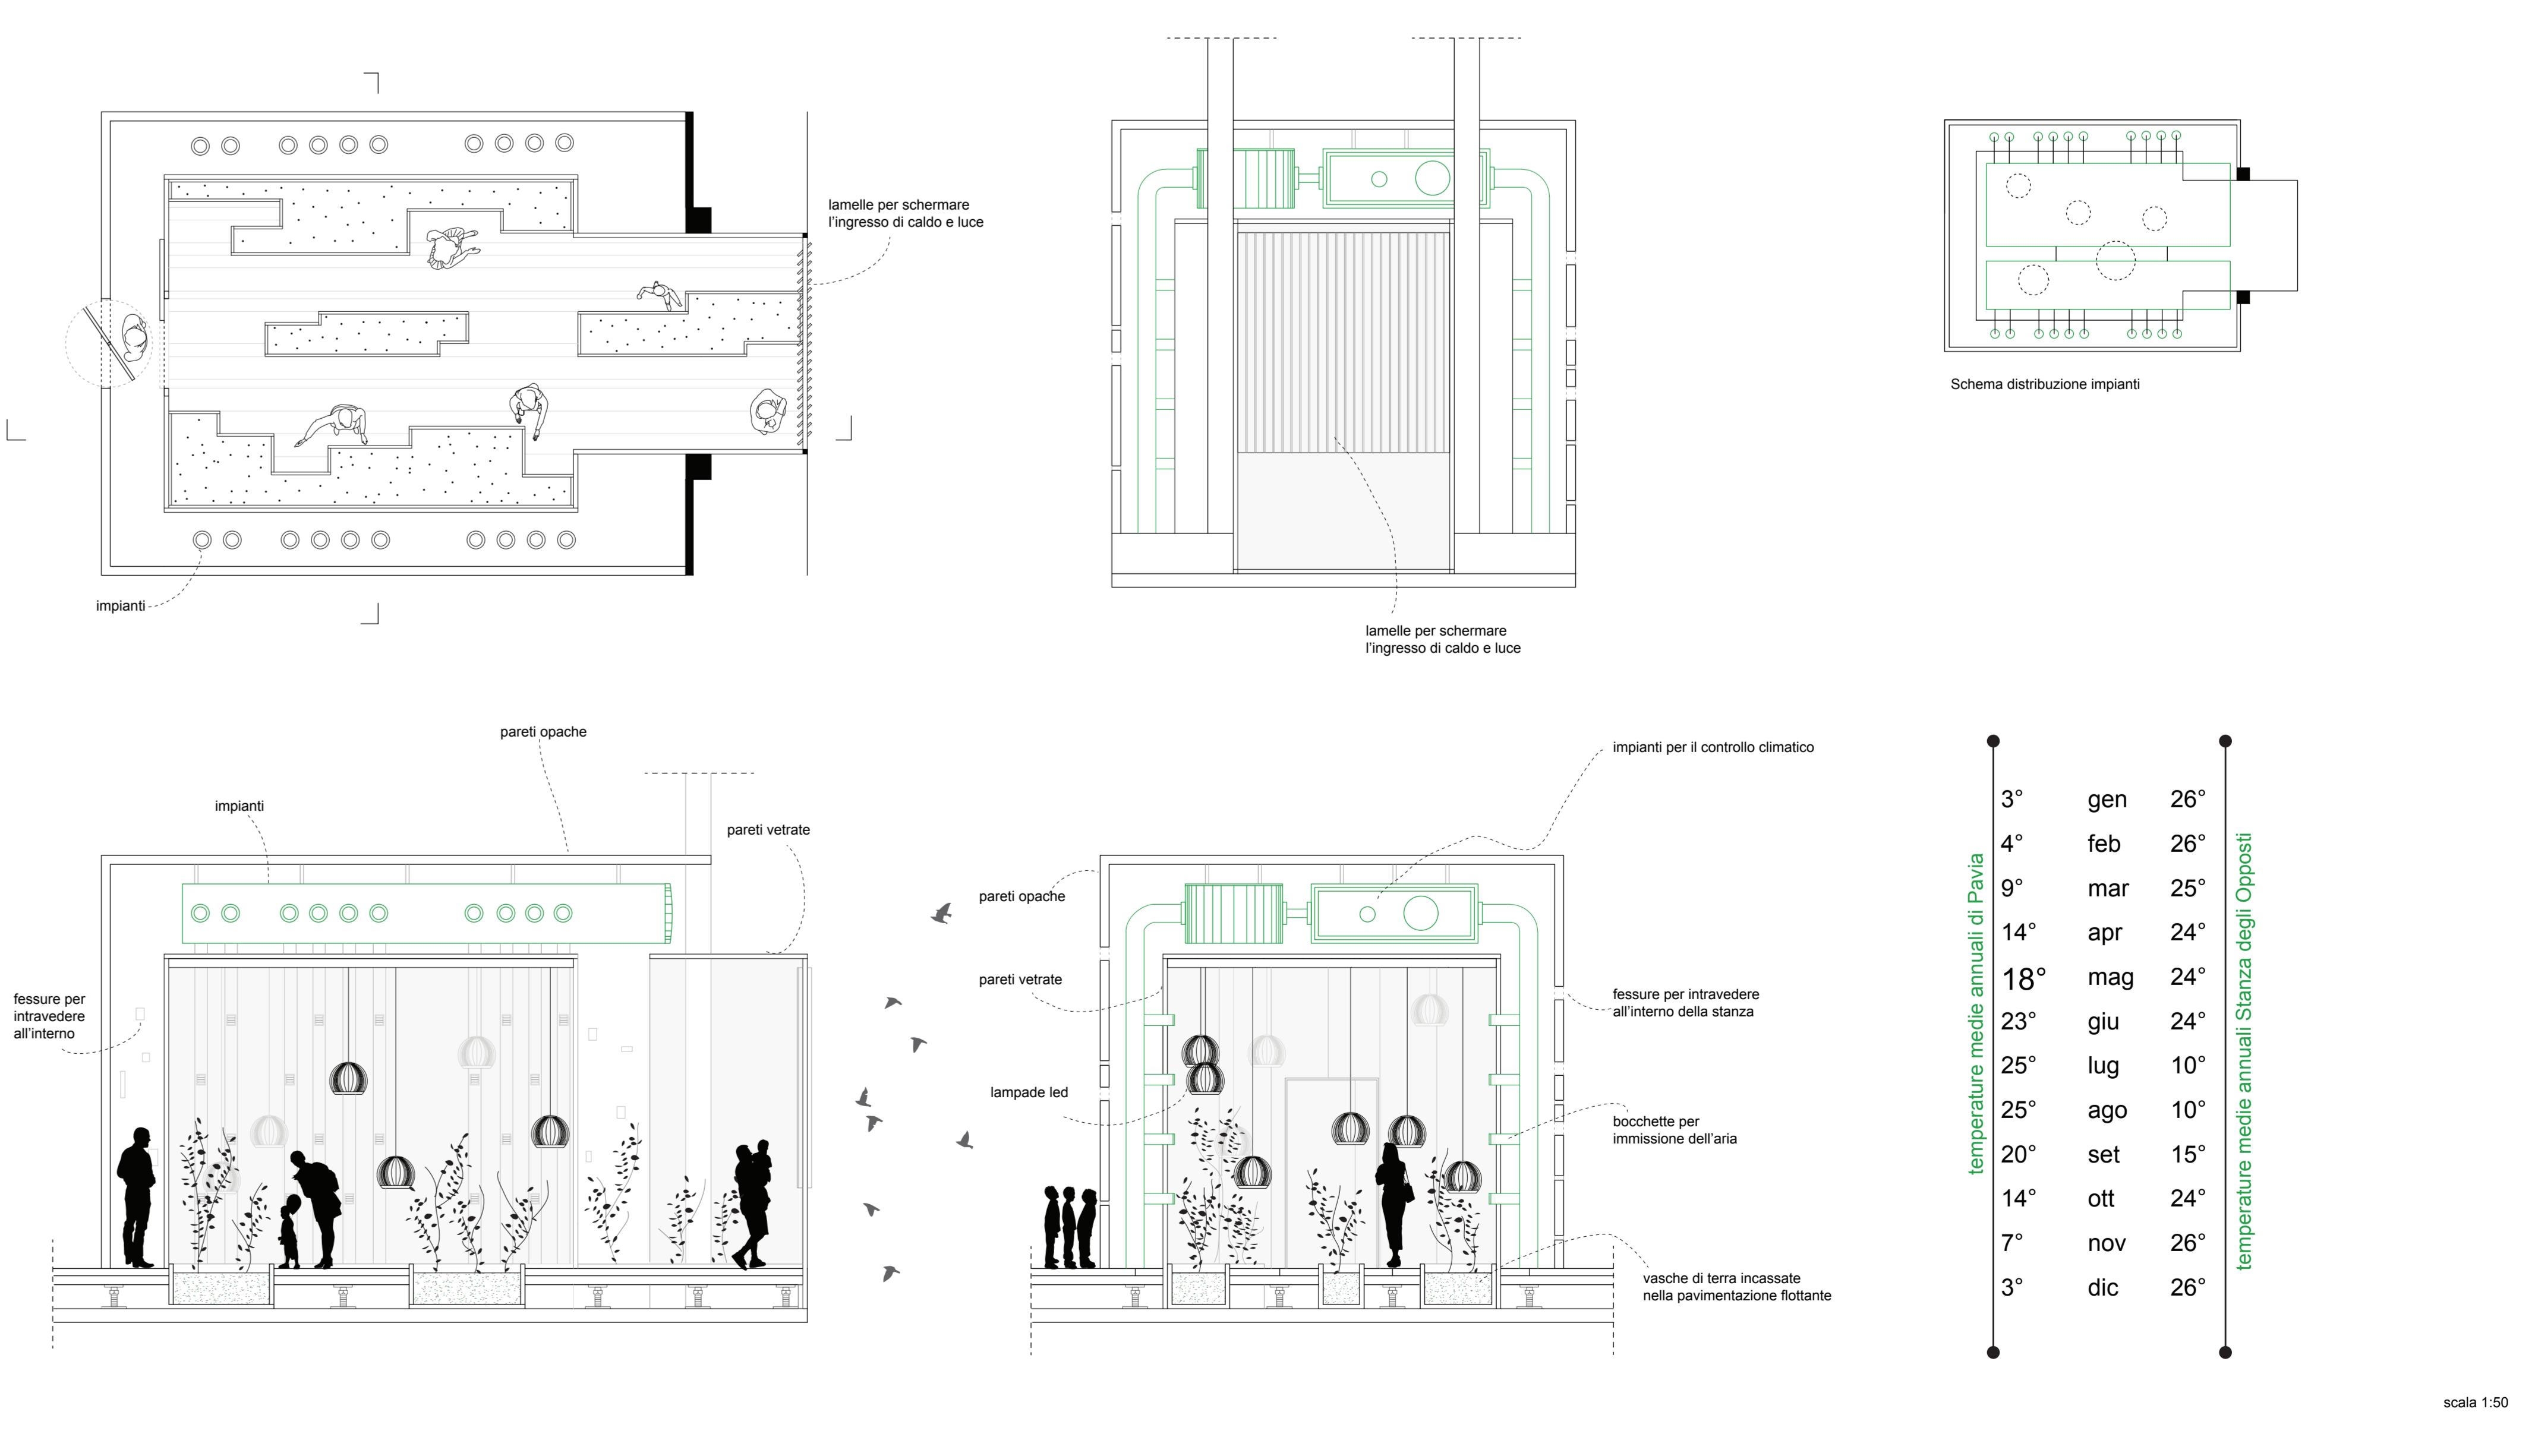 lamelle per schermare
l'ingresso di caldo e luce
impianti
lamelle per schermare
l'ingresso di caldo e luce
Schema distribuzione impianti
pareti opache
impianti
pareti vetrate
fessure per
intravedere
all'interno
impianti per il controllo climatico
pareti opache
pareti vetrate
lampade led
fessure per intravedere
all'interno della stanza
bocchette per
immissione dell'aria
vasche di terra incassate
nella pavimentazione flottante
temperature medie annuali di Pavia
3° gen 26°
4° feb 26°
9° mar 25°
14° apr 24°
18° mag 24°
23° giu 24°
25° lug 10°
25° ago 10°
20° set 15°
14° ott 24°
7° nov 26°
3° dic 26°
temperature medie annuali Stanza degli Opposti
scala 1:50